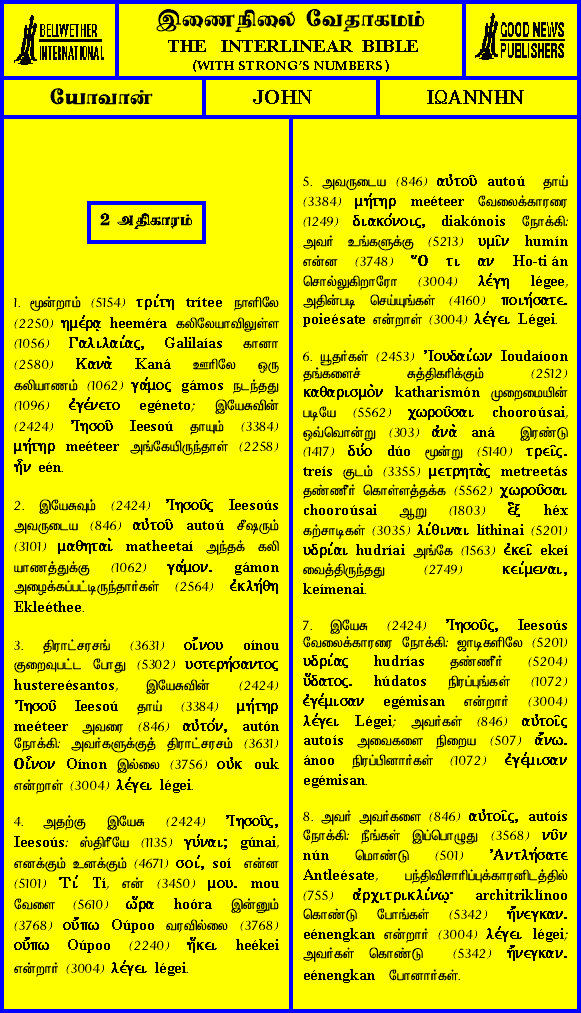 BELLWETHER
INTERNATIONAL
இணைநிலை வேதாகமம்
THE INTERLINEAR BIBLE
(WITH STRONG'S NUMBERS)
GOOD NEWS
PUBLISHERS
யோவான்
JOHN
ΙΩΑΝΝΗΝ
2 அதிகாரம்
1. மூன்றாம் (5154) τρίτη trítee நாளிலே
(2250) ημέρᾳ heeméra கலிலேயாவிலுள்ள
(1056) Γαλιλαίας, Galilaías கானா
(2580) Κανὰ Kaná ஊரிலே ஒரு
கலியாணம் (1062) γάμος gámos நடந்தது
(1096) ἐγένετο egéneto; இயேசுவின்
(2424) Ἰησοῦ Ieesoú தாயும் (3384)
μήτηρ meéteer அங்கேயிருந்தாள் (2258)
ἦν eén.
2. இயேசுவும் (2424) Ἰησοῦς Ieesoús
அவருடைய (846) αὐτοῦ autoú சீஷரும்
(3101) μαθηταὶ matheetaí அந்தக் கலி
யாணத்துக்கு (1062) γάμον. gámon
அழைக்கப்பட்டிருந்தார்கள் (2564) ἐκλήθη
Ekleéthee.
3. திராட்சரசங் (3631) οἴνου oínou
குறைவுபட்ட போது (5302) υστερήσαντος
hustereésantos, இயேசுவின் (2424)
Ἰησοῦ Ieesoú தாய் (3384) μήτηρ
meéteer அவரை (846) αὐτόν, autón
நோக்கி: அவர்களுக்குத் திராட்சரசம் (3631)
Οἶνον Oínon இல்லை (3756) οὐκ ouk
என்றாள் (3004) λέγει légei.
4. அதற்கு இயேசு (2424) Ἰησοῦς,
Ieesoús: ஸ்திரீயே (1135) γύναι; gúnai,
எனக்கும் உனக்கும் (4671) σοί, soí என்ன
(5101) Τί Tí, என் (3450) μου. mou
வேளை (5610) ὥρα hoóra இன்னும்
(3768) οὔπω Oúpoo வரவில்லை (3768)
οὔπω Oúpoo (2240) ἥκει heékei
என்றார் (3004) λέγει légei.
5. அவருடைய (846) αὐτοῦ autoú தாய்
(3384) μήτηρ meéteer வேலைக்காரரை
(1249) διακόνοις, diakónois நோக்கி:
அவர் உங்களுக்கு (5213) υμῖν humín
என்ன (3748) Ὅ τι αν Ho-ti án
சொல்லுகிறாரோ (3004) λέγη légee,
அதின்படி செய்யுங்கள் (4160) ποιήσατε.
poieésate என்றாள் (3004) λέγει Légei.
6. யூதர்கள் (2453) Ἰουδαίων Ioudaíoon
தங்களைச் சுத்திகரிக்கும் (2512)
καθαρισμὸν katharismón முறைமையின்
படியே (5562) χωροῦσαι chooroúsai,
ஒவ்வொன்று (303) ἀνὰ aná இரண்டு
(1417) δύο dúo மூன்று (5140) τρεῖς.
treís குடம் (3355) μετρητὰς metreetás
தண்ணீர் கொள்ளத்தக்க (5562) χωροῦσαι
chooroúsai ஆறு (1803) ἓξ héx
கற்சாடிகள் (3035) λίθιναι líthinai (5201)
υδρίαι hudríai அங்கே (1563) ἐκεῖ ekeí
வைத்திருந்தது (2749) κείμεναι,
keímenai.
7. இயேசு (2424) Ἰησοῦς, Ieesoús
வேலைக்காரரை நோக்கி: ஜாடிகளிலே (5201)
υδρίας hudrías தண்ணீர் (5204)
ὕδατος. húdatos நிரப்புங்கள் (1072)
ἐγέμισαν egémisan என்றார் (3004)
λέγει Légei; அவர்கள் (846) αὐτοῖς
autoís அவைகளை நிறைய (507) ἄνω.
ánoo நிரப்பினார்கள் (1072) ἐγέμισαν
egémisan.
8. அவர் அவர்களை (846) αὐτοῖς, autoís
நோக்கி: நீங்கள் இப்பொழுது (3568) νῦν
nún மொண்டு (501) Ἀντλήσατε
Antleésate, பந்திவிசாரிப்புக்காரனிடத்தில்
(755) ἀρχιτρικλίνῳ· architriklínoo
கொண்டு போங்கள் (5342) ἤνεγκαν.
eénengkan என்றார் (3004) λέγει légei;
அவர்கள் கொண்டு (5342) ἤνεγκαν.
eénengkan போனார்கள்.